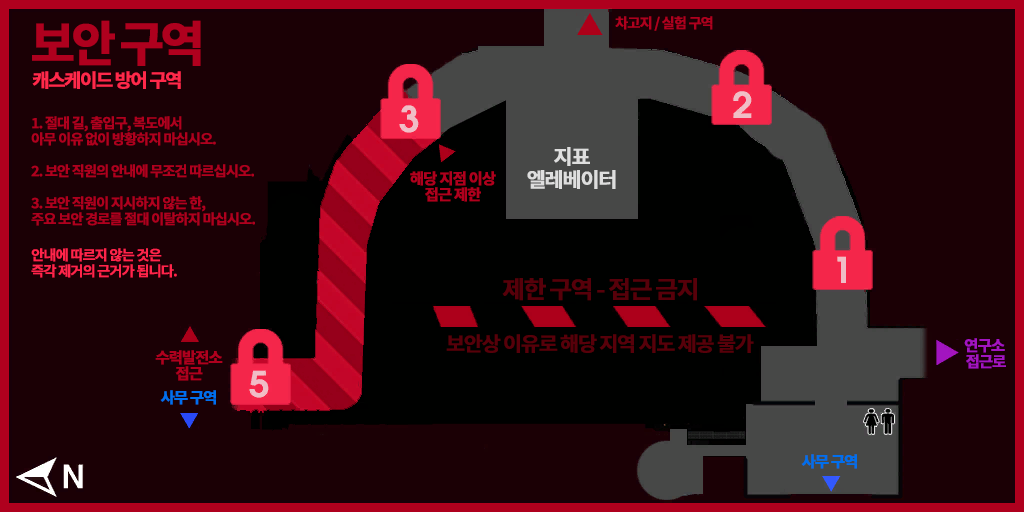 보안 구역
캐스케이드 방어 구역
1. 절대 길, 출입구, 복도에서
아무 이유 없이 방황하지 마십시오.
2. 보안 직원의 안내에 무조건 따르십시오.
3. 보안 직원이 지시하지 않는 한,
주요 보안 경로를 절대 이탈하지 마십시오.
안내에 따르지 않는 것은
즉각 제거의 근거가 됩니다.
차고지 / 실험 구역
3
2
해당 지점 이상
접근 제한
지표
엘레베이터
1
제한 구역 - 접근 금지
보안상 이유로 해당 지역 지도 제공 불가
수력발전소
접근
사무 구역
5
연구소
접근로
사무 구역
N